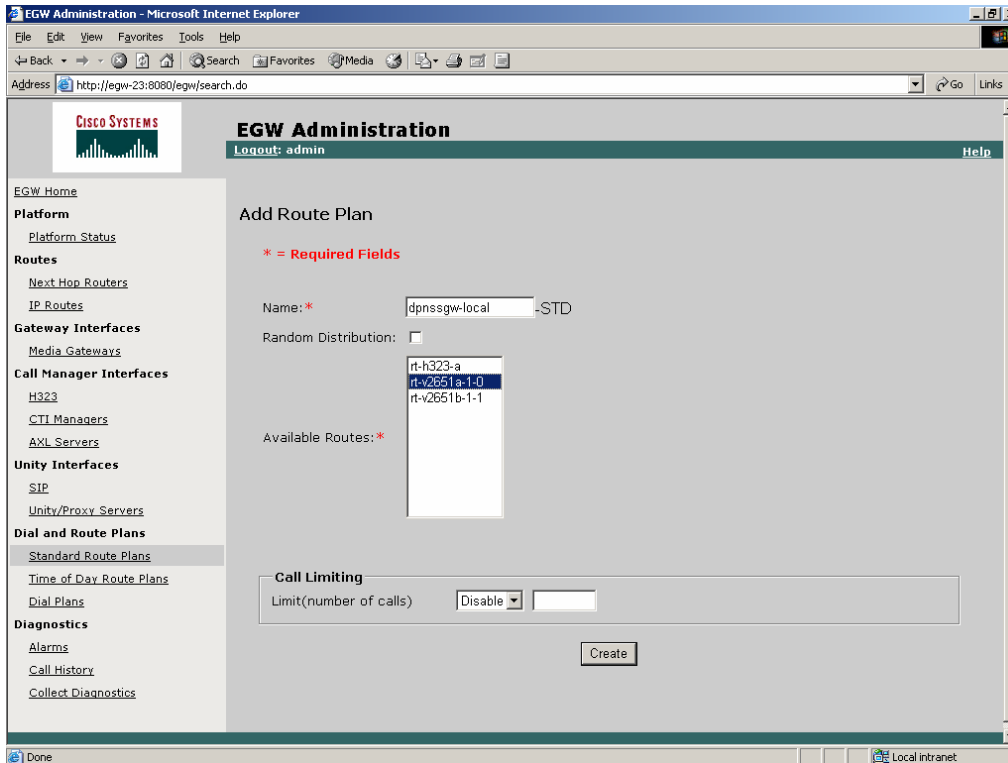 EGW Administration - Microsoft Internet Explorer
File Edit View Favorites Tools Help
Back Search Favorites Media
Address http://egw-23:8080/egw/search.do Go Links
CISCO SYSTEMS
EGW Administration
Logout: admin Help
EGW Home
Platform
Platform Status
Routes
Next Hop Routers
IP Routes
Gateway Interfaces
Media Gateways
Call Manager Interfaces
H323
CTI Managers
AXL Servers
Unity Interfaces
SIP
Unity/Proxy Servers
Dial and Route Plans
Standard Route Plans
Time of Day Route Plans
Dial Plans
Diagnostics
Alarms
Call History
Collect Diagnostics
Add Route Plan
* = Required Fields
Name:* dpnssgw-local -STD
Random Distribution:
Available Routes:*
rt-h323-a
rt-v2651a-1-0
rt-v2651b-1-1
Call Limiting
Limit(number of calls) Disable
Create
Done Local intranet